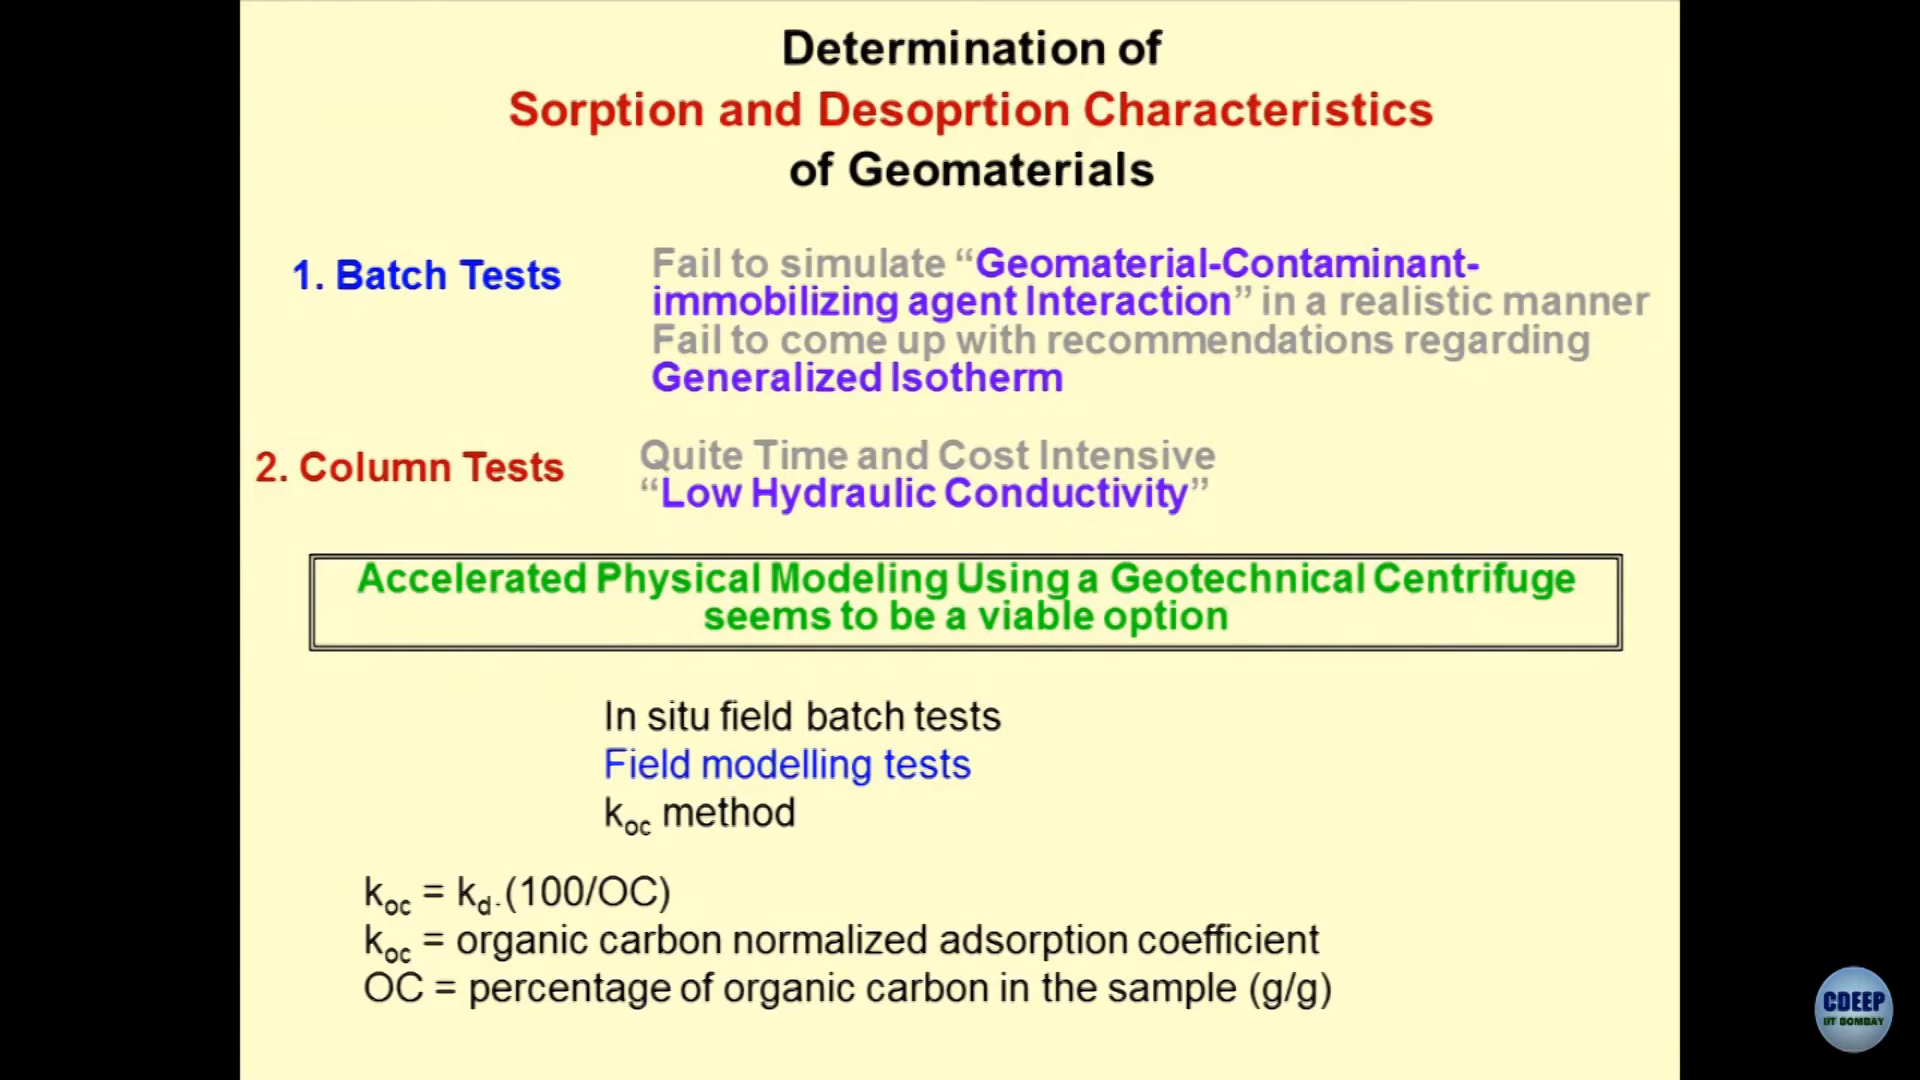 Determination of
Sorption and Desoprtion Characteristics
of Geomaterials
1. Batch Tests
Fail to simulate “Geomaterial-Contaminant-
immobilizing agent Interaction” in a realistic manner
Fail to come up with recommendations regarding
Generalized Isotherm
2. Column Tests
Quite Time and Cost Intensive
“Low Hydraulic Conductivity”
Accelerated Physical Modeling Using a Geotechnical Centrifuge
seems to be a viable option
In situ field batch tests
Field modelling tests
koc method
koc = kd.(100/OC)
koc = organic carbon normalized adsorption coefficient
OC = percentage of organic carbon in the sample (g/g)
CDEEP
IIT BOMBAY